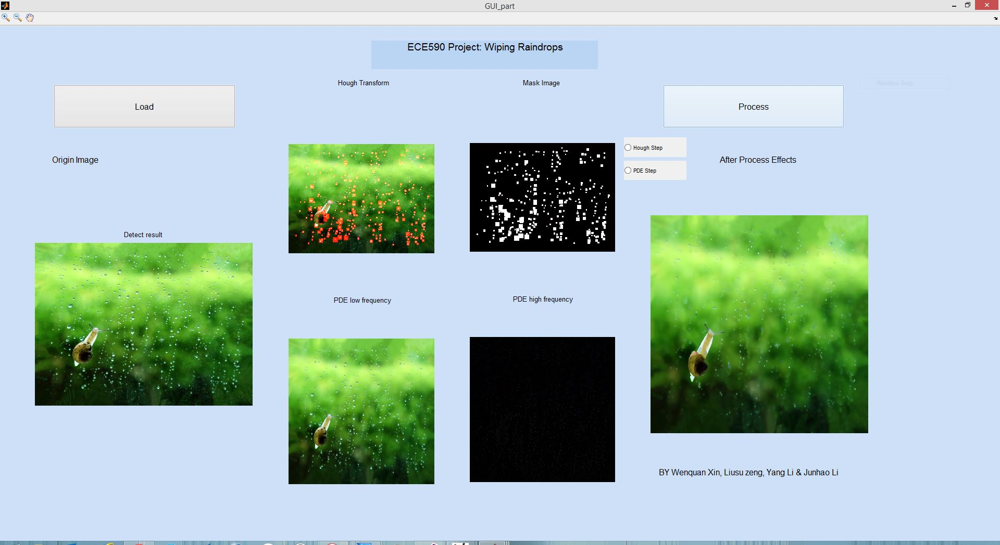 GUI_part
ECE590 Project: Wiping Raindrops
Hough Transform
Mask Image
Window Snip
Load
Process
Hough Step
Origin Image
After Process Effects
PDE Step
Detect result
PDE low frequency
PDE high frequency
BY Wenquan Xin, Liusu zeng, Yang Li & Junhao Li